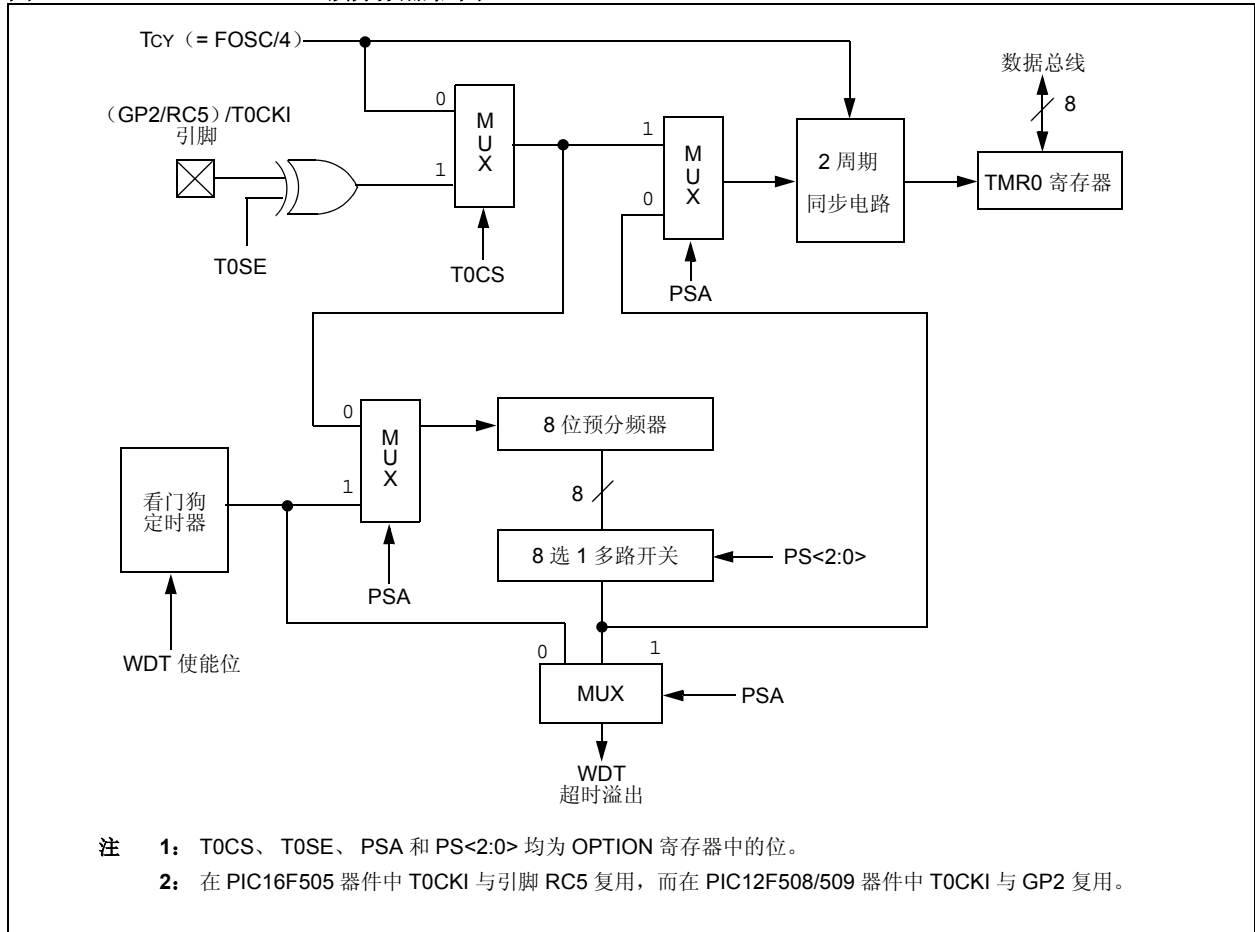 TCY（= FOSC/4）
数据总线
8
（GP2/RC5）/T0CKI
引脚
0
MUX
1
1
MUX
0
2 周期
同步电路
TMR0 寄存器
T0SE
T0CS
PSA
0
MUX
1
8 位预分频器
看门狗
定时器
8
8 选 1 多路开关
PS<2:0>
PSA
WDT 使能位
0
1
MUX
PSA
WDT
超时溢出
注 1： T0CS、 T0SE、 PSA 和 PS<2:0> 均为 OPTION 寄存器中的位。
2： 在 PIC16F505 器件中 T0CKI 与引脚 RC5 复用，而在 PIC12F508/509 器件中 T0CKI 与 GP2 复用。